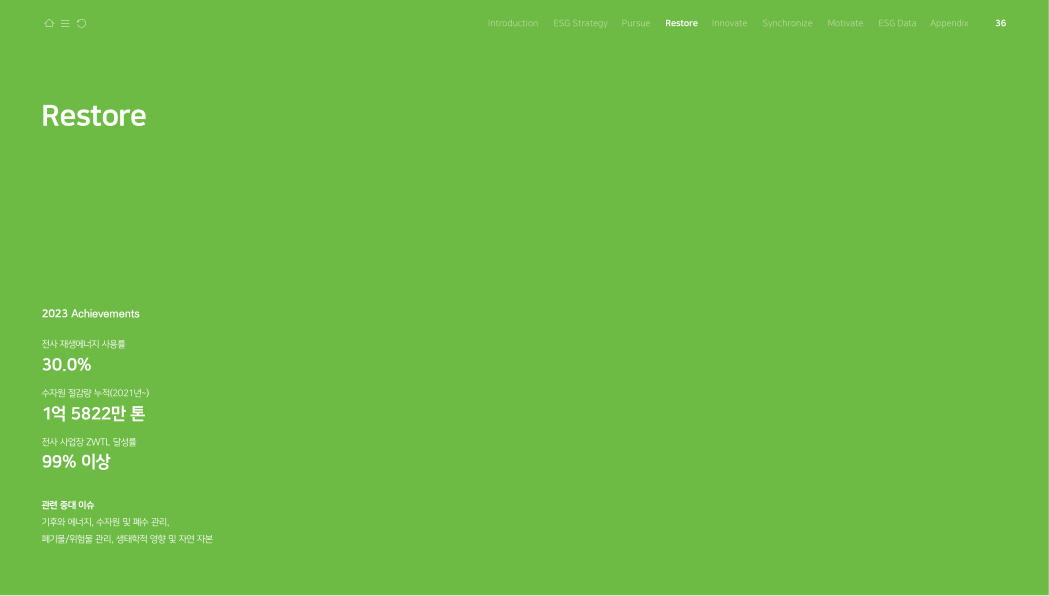 Introduction ESG Strategy Pursue Restore Innovate Synchronize Motivate ESG Data Appendix 36
Restore
2023 Achievements
전사 재생에너지 사용률
30.0%
수자원 절감량 누적(2021년~)
1억 5822만 톤
전사 사업장 ZWTL 달성률
99% 이상
관련 중대 이슈
기후와 에너지, 수자원 및 폐수 관리,
폐기물/위험물 관리, 생태학적 영향 및 자연 자본